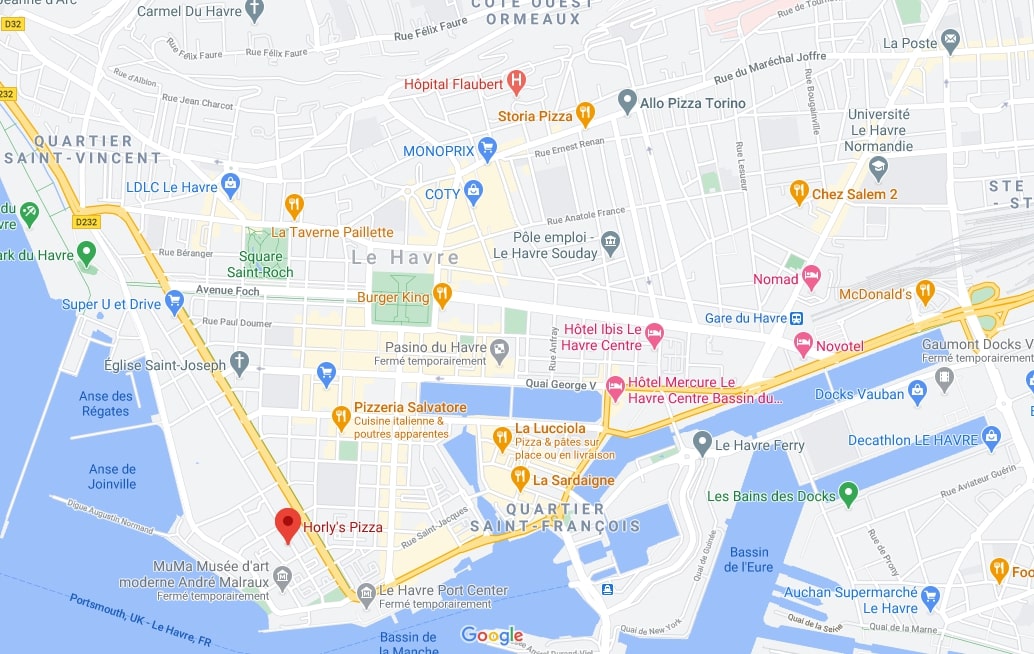 Carmel Du Havre
D32
Rue Félix Faure
Rue Félix Faure
Rue Félix Faure
CÔTE OUEST
ORMEAUX
La Poste
Rue du Maréchal Joffre
Rue d'Albion
Rue Jean Charcot
Hôpital Flaubert
Storia Pizza
Allo Pizza Torino
Rue Bougainville
Université
Le Havre
Normandie
QUARTIER
SAINT-VINCENT
MONOPRIX
Rue Ernest Renan
Rue Lesueur
LDLC Le Havre
COTY
Chez Salem 2
STE
- ST
D232
La Taverne Paillette
Rue Anatole France
Pôle emploi -
Le Havre Souday
Rue Béranger
Square
Saint-Roch
Le Havre
ark du Havre
Avenue Foch
Burger King
Nomad
McDonald's
Super U et Drive
Rue Paul Doumer
Gare du Havre
Hôtel Ibis Le
Havre Centre
Rue Anfray
Novotel
Pasino du Havre
Fermé temporairement
Gaumont Docks V
Fermé temporairement
Église Saint-Joseph
Quai George V
Hôtel Mercure Le
Havre Centre Bassin du...
Docks Vauban
Anse des
Régates
Pizzeria Salvatore
Cuisine italienne &
poutres apparentes
La Lucciola
Pizza & pâtes sur
place ou en livraison
Le Havre Ferry
Decathlon LE HAVRE
Anse de
Joinville
La Sardaigne
Rue Aviateur Guérin
Les Bains des Docks
Digue Augustin Normand
QUARTIER
SAINT-FRANÇOIS
Rue Saint-Jacques
Horly's Pizza
Quai de Guinée
Bassin
de l'Eure
Rue de Prony
MuMa Musée d'art
moderne André Malraux
Fermé temporairement
Le Havre Port Center
Fermé temporairement
Auchan Supermarché
Le Havre
Foo
Portsmouth, UK - Le Havre, FR
Bassin de
la Manche
Google
Quai de New York
Quai de la Seine
Quai de la Marne